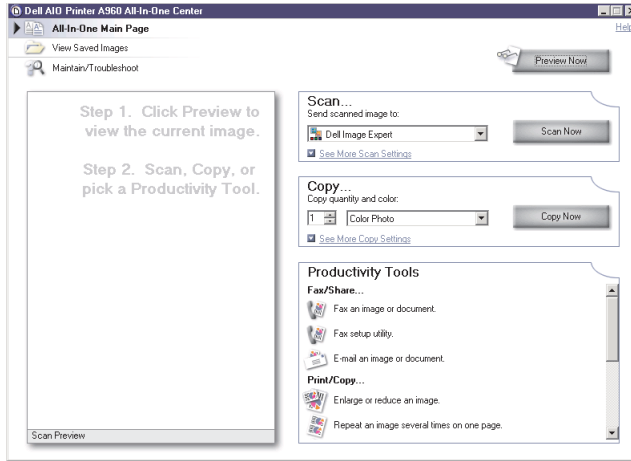 Dell AIO Printer A960 All-In-One Center
All-In-One Main Page
Help
View Saved Images
Maintain/Troubleshoot
Preview Now
Step 1. Click Preview to
view the current image.
Step 2. Scan, Copy, or
pick a Productivity Tool.
Scan Preview
Scan...
Send scanned image to:
Dell Image Expert
Scan Now
See More Scan Settings
Copy...
Copy quantity and color:
1
Color Photo
Copy Now
See More Copy Settings
Productivity Tools
Fax/Share...
Fax an image or document.
Fax setup utility.
E-mail an image or document.
Print/Copy...
Enlarge or reduce an image.
Repeat an image several times on one page.